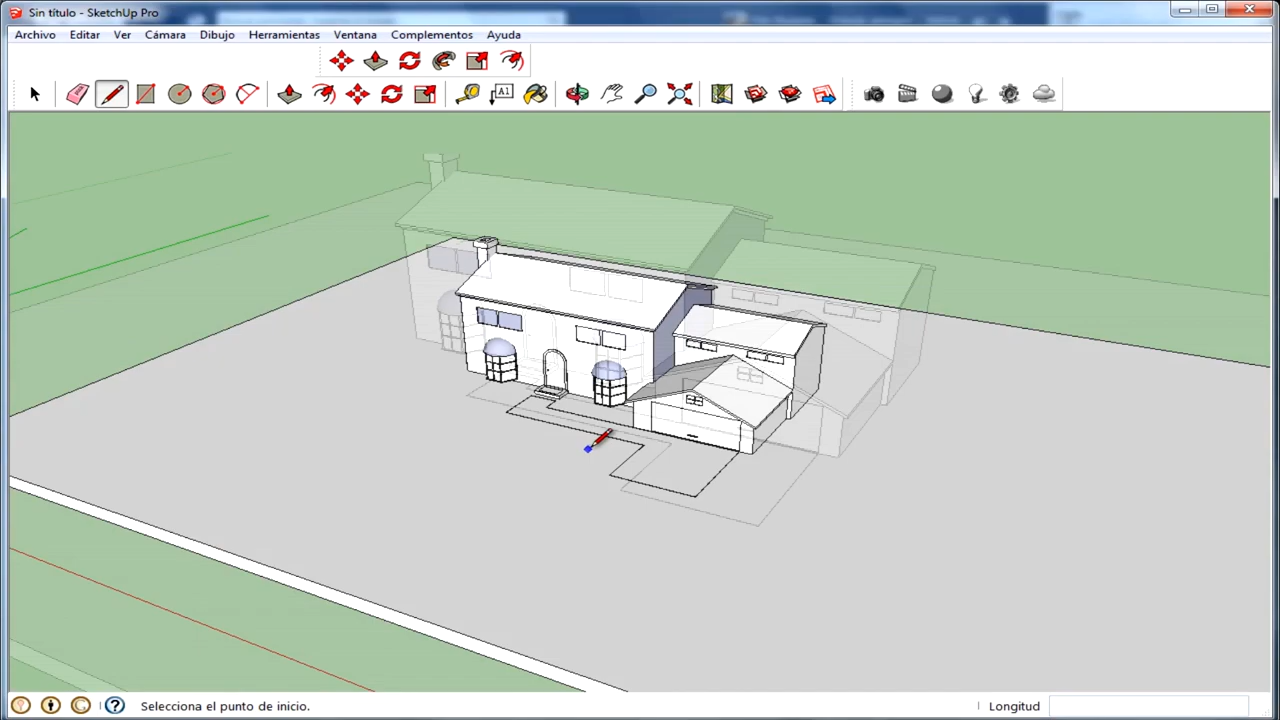 Sin título - SketchUp Pro
Archivo Editar Ver Cámara Dibujo Herramientas Ventana Complementos Ayuda
A1
Selecciona el punto de inicio. Longitud